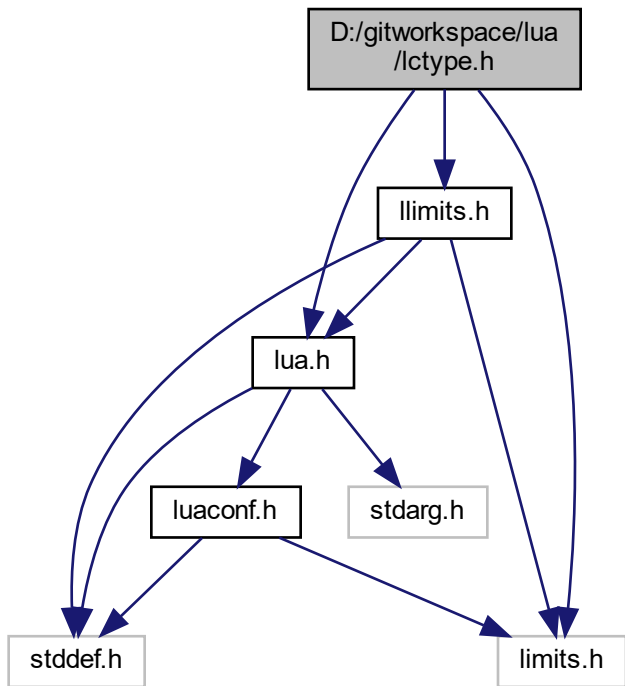 D:/gitworkspace/lua
/lctype.h
llimits.h
lua.h
luaconf.h
stdarg.h
stddef.h
limits.h